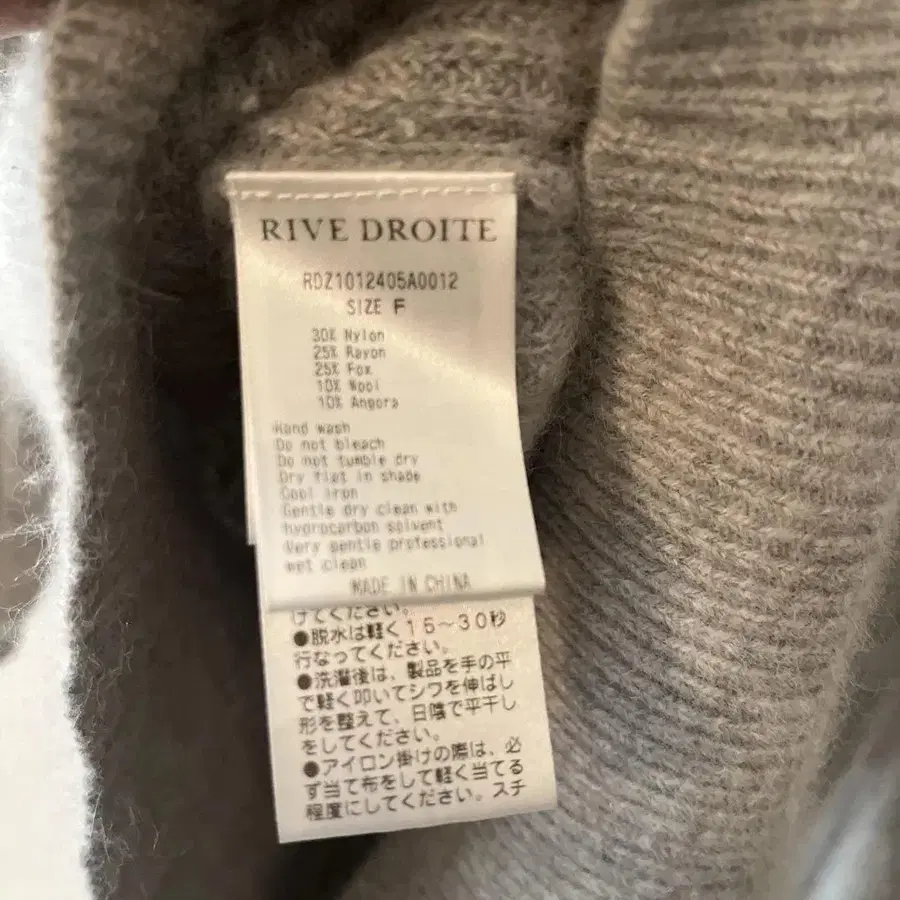 RIVE DROITE
RDZ1012405A0012
SIZE F
30% Nylon
25% Rayon
25% Fox
10% Wool
10% Angora
Hand wash
Do not bleach
Do not tumble dry
Dry flat in shade
Cool iron
Gentle dry clean with
hydrocarbon solvent
Very gentle professional
wet clean
MADE IN CHINA
けてください。
●脱水は軽く15～30秒
行なってください。
●洗濯後は、製品を手の平
で軽く叩いてシワを伸ばし
形を整えて、日陰で平干し
をしてください。
●アイロン掛けの際は、必
ず当て布をして軽く当てる
程度にしてください。スチ